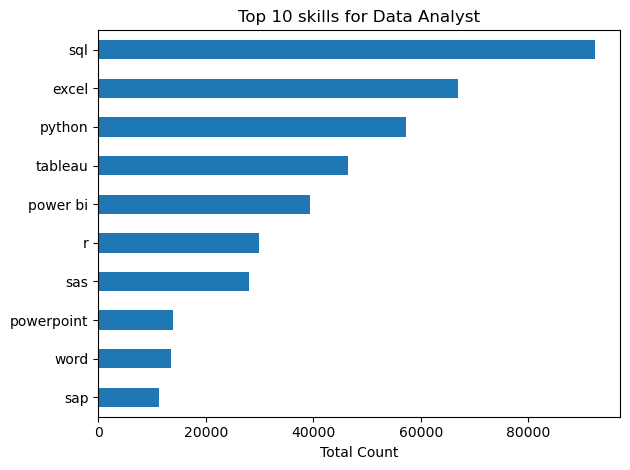 Top 10 skills for Data Analyst
sql
excel
python
tableau
power bi
r
sas
powerpoint
word
sap
0 20000 40000 60000 80000
Total Count